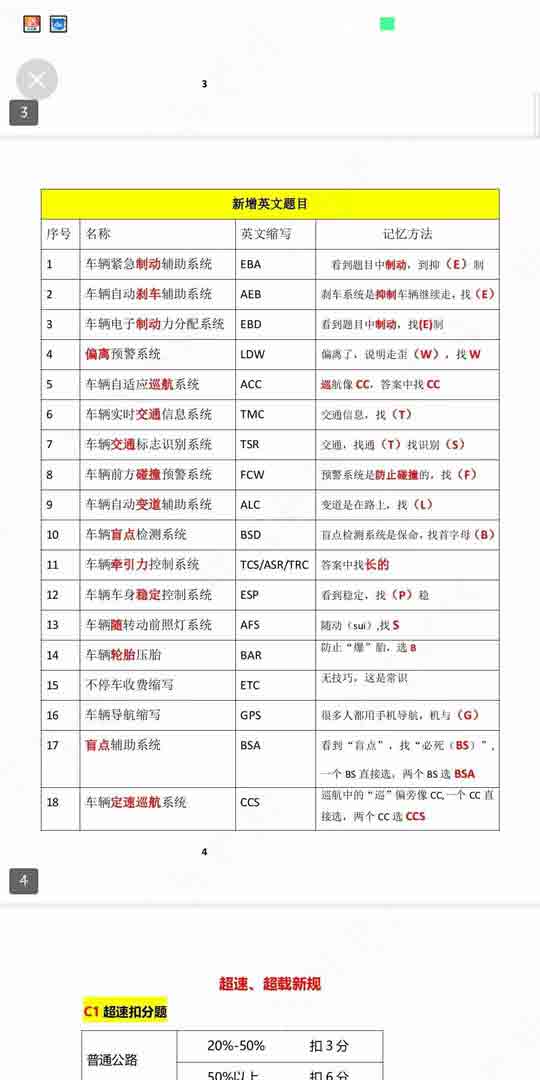 3
3
新增英文题目
序号 名称 英文缩写 记忆方法
1 车辆紧急制动辅助系统 EBA 看到题目中制动，到抑（E）制
2 车辆自动刹车辅助系统 AEB 刹车系统是抑制车辆继续走，找（E）
3 车辆电子制动力分配系统 EBD 看到题目中制动，找(E)制
4 偏离预警系统 LDW 偏离了，说明走歪（W），找 W
5 车辆自适应巡航系统 ACC 巡航像 CC，答案中找 CC
6 车辆实时交通信息系统 TMC 交通信息，找（T）
7 车辆交通标志识别系统 TSR 交通，找通（T）找识别（S）
8 车辆前方碰撞预警系统 FCW 预警系统是防止碰撞的，找（F）
9 车辆自动变道辅助系统 ALC 变道是在路上，找（L）
10 车辆盲点检测系统 BSD 盲点检测系统是保命，找首字母（B）
11 车辆牵引力控制系统 TCS/ASR/TRC 答案中找长的
12 车辆车身稳定控制系统 ESP 看到稳定，找（P）稳
13 车辆随转动前照灯系统 AFS 随动（sui）,找 S
14 车辆轮胎压胎 BAR 防止“爆”胎，选 B
15 不停车收费缩写 ETC 无技巧，这是常识
16 车辆导航缩写 GPS 很多人都用手机导航，机与（G）
17 盲点辅助系统 BSA 看到“盲点”，找“必死（BS）”，
一个 BS 直接选，两个 BS 选 BSA
18 车辆定速巡航系统 CCS 巡航中的“巡”偏旁像 CC,一个 CC 直
接选，两个 CC 选 CCS
4
4
超速、超载新规
C1 超速扣分题
普通公路 20%-50% 扣 3 分
50%以上 扣 6 分